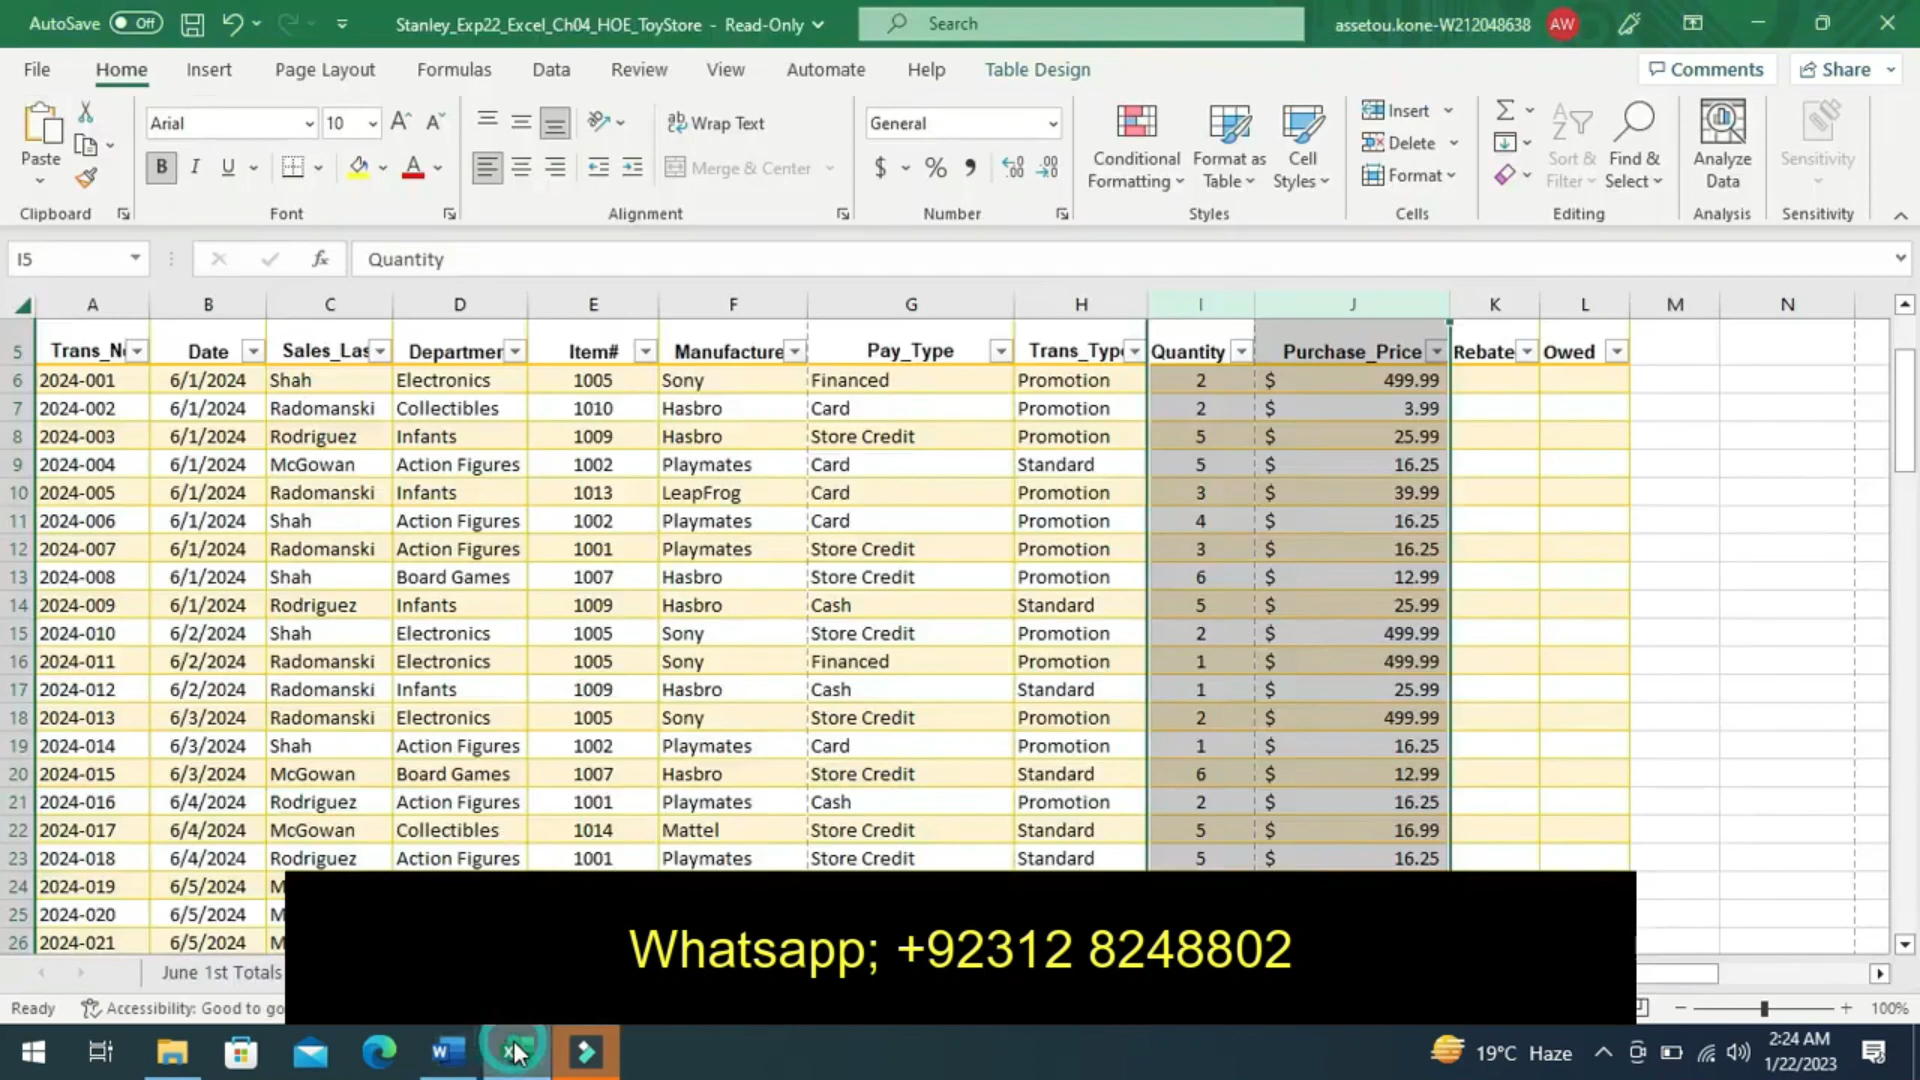 AutoSave Off Stanley_Exp22_Excel_Ch04_HOE_ToyStore - Read-Only Search assetou.kone-W212048638 AW
File Home Insert Page Layout Formulas Data Review View Automate Help Table Design Comments Share
Arial 10 Wrap Text General Insert
Paste B I U Merge & Center $ % Conditional Formatting Format as Table Cell Styles Delete Format Sort & Filter Find & Select Analyze Data Sensitivity
Clipboard Font Alignment Number Styles Cells Editing Analysis Sensitivity
I5 fx Quantity
A B C D E F G H I J K L M N
5 Trans_N Date Sales_Las Departmen Item# Manufacture Pay_Type Trans_Typ Quantity Purchase_Price Rebate Owed
6 2024-001 6/1/2024 Shah Electronics 1005 Sony Financed Promotion 2 $ 499.99
7 2024-002 6/1/2024 Radomanski Collectibles 1010 Hasbro Card Promotion 2 $ 3.99
8 2024-003 6/1/2024 Rodriguez Infants 1009 Hasbro Store Credit Promotion 5 $ 25.99
9 2024-004 6/1/2024 McGowan Action Figures 1002 Playmates Card Standard 5 $ 16.25
10 2024-005 6/1/2024 Radomanski Infants 1013 LeapFrog Card Promotion 3 $ 39.99
11 2024-006 6/1/2024 Shah Action Figures 1002 Playmates Card Promotion 4 $ 16.25
12 2024-007 6/1/2024 Radomanski Action Figures 1001 Playmates Store Credit Promotion 3 $ 16.25
13 2024-008 6/1/2024 Shah Board Games 1007 Hasbro Store Credit Promotion 6 $ 12.99
14 2024-009 6/1/2024 Rodriguez Infants 1009 Hasbro Cash Standard 5 $ 25.99
15 2024-010 6/2/2024 Shah Electronics 1005 Sony Store Credit Promotion 2 $ 499.99
16 2024-011 6/2/2024 Radomanski Electronics 1005 Sony Financed Promotion 1 $ 499.99
17 2024-012 6/2/2024 Radomanski Infants 1009 Hasbro Cash Standard 1 $ 25.99
18 2024-013 6/3/2024 Radomanski Electronics 1005 Sony Store Credit Promotion 2 $ 499.99
19 2024-014 6/3/2024 Shah Action Figures 1002 Playmates Card Promotion 1 $ 16.25
20 2024-015 6/3/2024 McGowan Board Games 1007 Hasbro Store Credit Standard 6 $ 12.99
21 2024-016 6/4/2024 Rodriguez Action Figures 1001 Playmates Cash Promotion 2 $ 16.25
22 2024-017 6/4/2024 McGowan Collectibles 1014 Mattel Store Credit Standard 5 $ 16.99
23 2024-018 6/4/2024 Rodriguez Action Figures 1001 Playmates Store Credit Standard 5 $ 16.25
24 2024-019 6/5/2024
25 2024-020 6/5/2024
26 2024-021 6/5/2024
Whatsapp; +92312 8248802
June 1st Totals
Ready Accessibility: Good to go 100%
19°C Haze 2:24 AM
1/22/2023